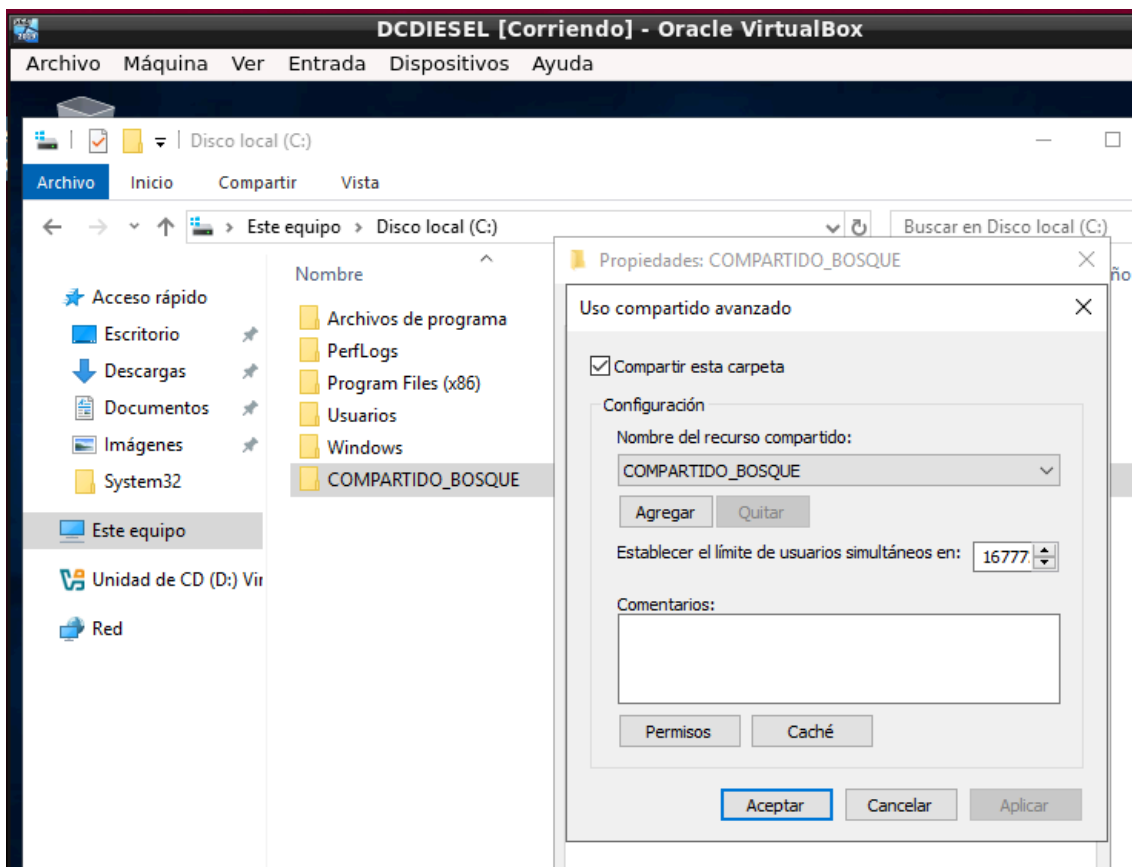 DCDIESEL [Corriendo] - Oracle VirtualBox
Archivo Máquina Ver Entrada Dispositivos Ayuda
Disco local (C:)
Archivo Inicio Compartir Vista
Este equipo > Disco local (C:)
Buscar en Disco local (C:)
Acceso rápido
Escritorio
Descargas
Documentos
Imágenes
System32
Este equipo
Unidad de CD (D:) Vir
Red
Nombre
ño
Archivos de programa
PerfLogs
Program Files (x86)
Usuarios
Windows
COMPARTIDO_BOSQUE
Propiedades: COMPARTIDO_BOSQUE
Uso compartido avanzado
Compartir esta carpeta
Configuración
Nombre del recurso compartido:
COMPARTIDO_BOSQUE
Agregar Quitar
Establecer el límite de usuarios simultáneos en: 16777
Comentarios:
Permisos Caché
Aceptar Cancelar Aplicar